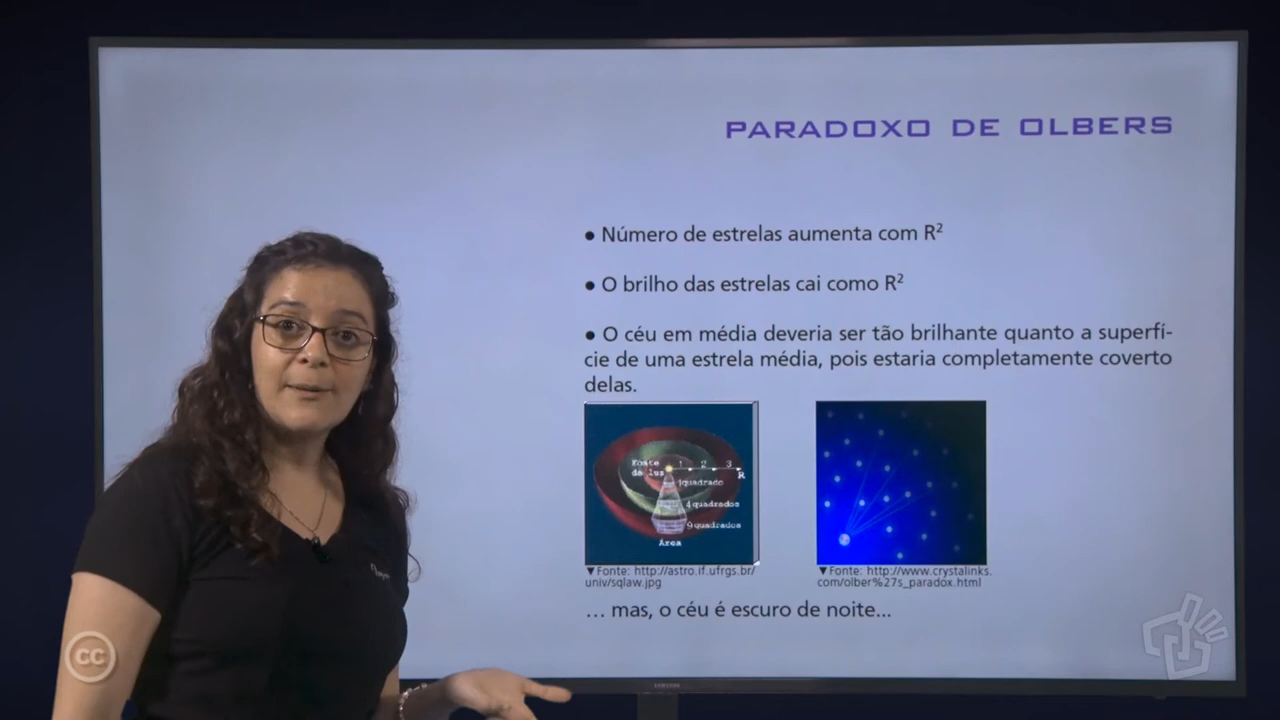 PARADOXO DE OLBERS
● Número de estrelas aumenta com R²
● O brilho das estrelas cai como R²
● O céu em média deveria ser tão brilhante quanto a superfí-
cie de uma estrela média, pois estaria completamente coverto
delas.
Fonte
de luz
1 2 3
R
1quadrado
4quadrados
9quadrados
Área
▼Fonte: http://astro.if.ufrgs.br/
univ/sqlaw.jpg
▼Fonte: http://www.crystalinks.
com/olber%27s_paradox.html
... mas, o céu é escuro de noite...
SAMSUNG
cc